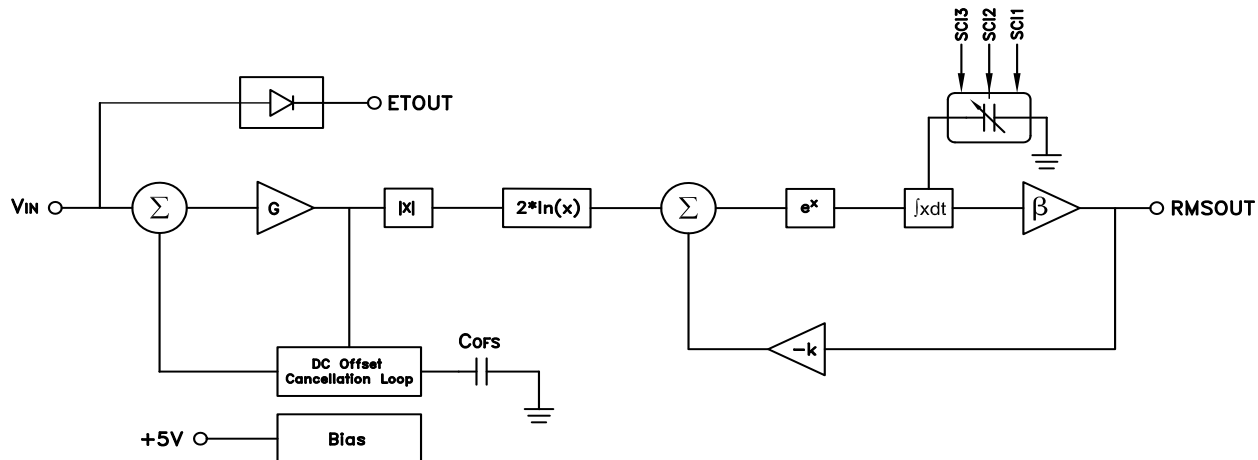 SCI3
SCI2
SCI1
ETOUT
VIN
Σ
G
|X|
2*ln(x)
Σ
e^x
∫xdt
β
RMSOUT
-k
DC Offset
Cancellation Loop
COFS
+5V
Bias